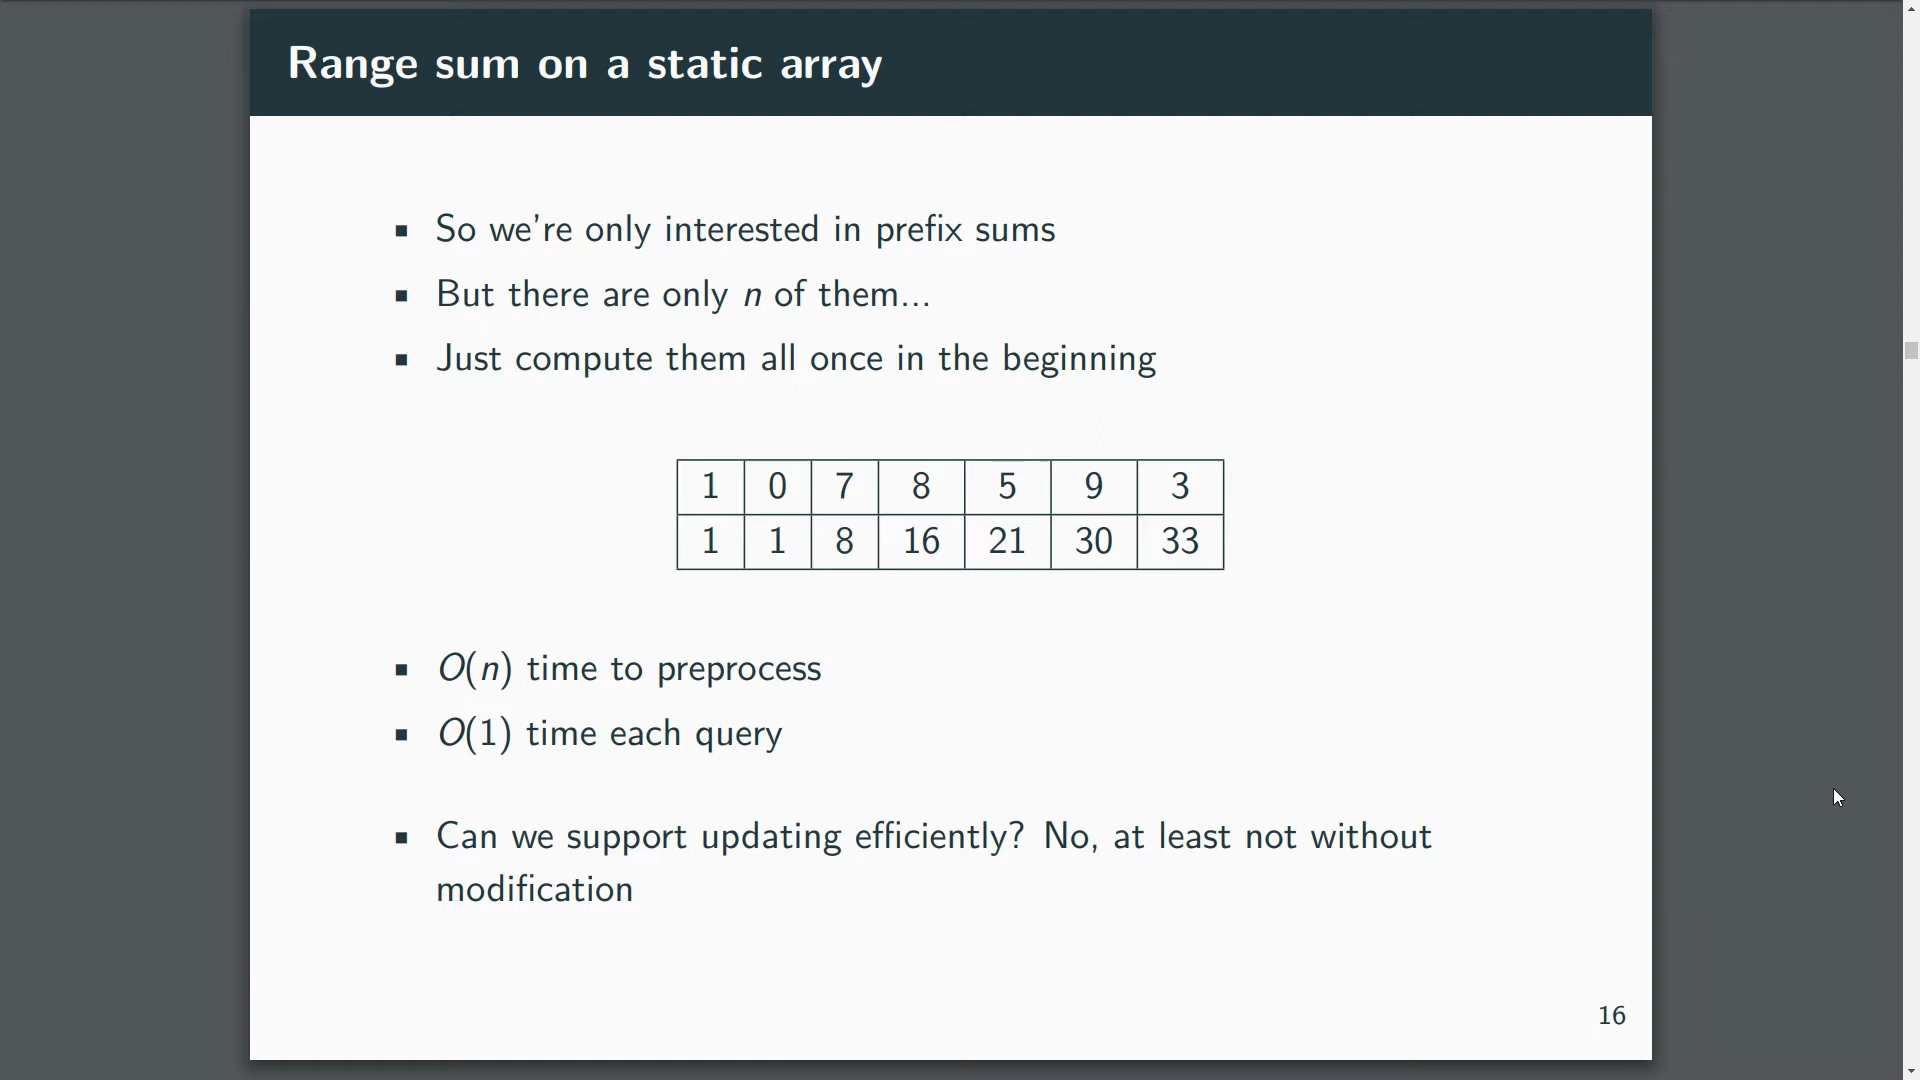 Range sum on a static array
▪ So we're only interested in prefix sums
▪ But there are only n of them...
▪ Just compute them all once in the beginning
1 0 7 8 5 9 3
1 1 8 16 21 30 33
▪ O(n) time to preprocess
▪ O(1) time each query
▪ Can we support updating efficiently? No, at least not without
modification
16